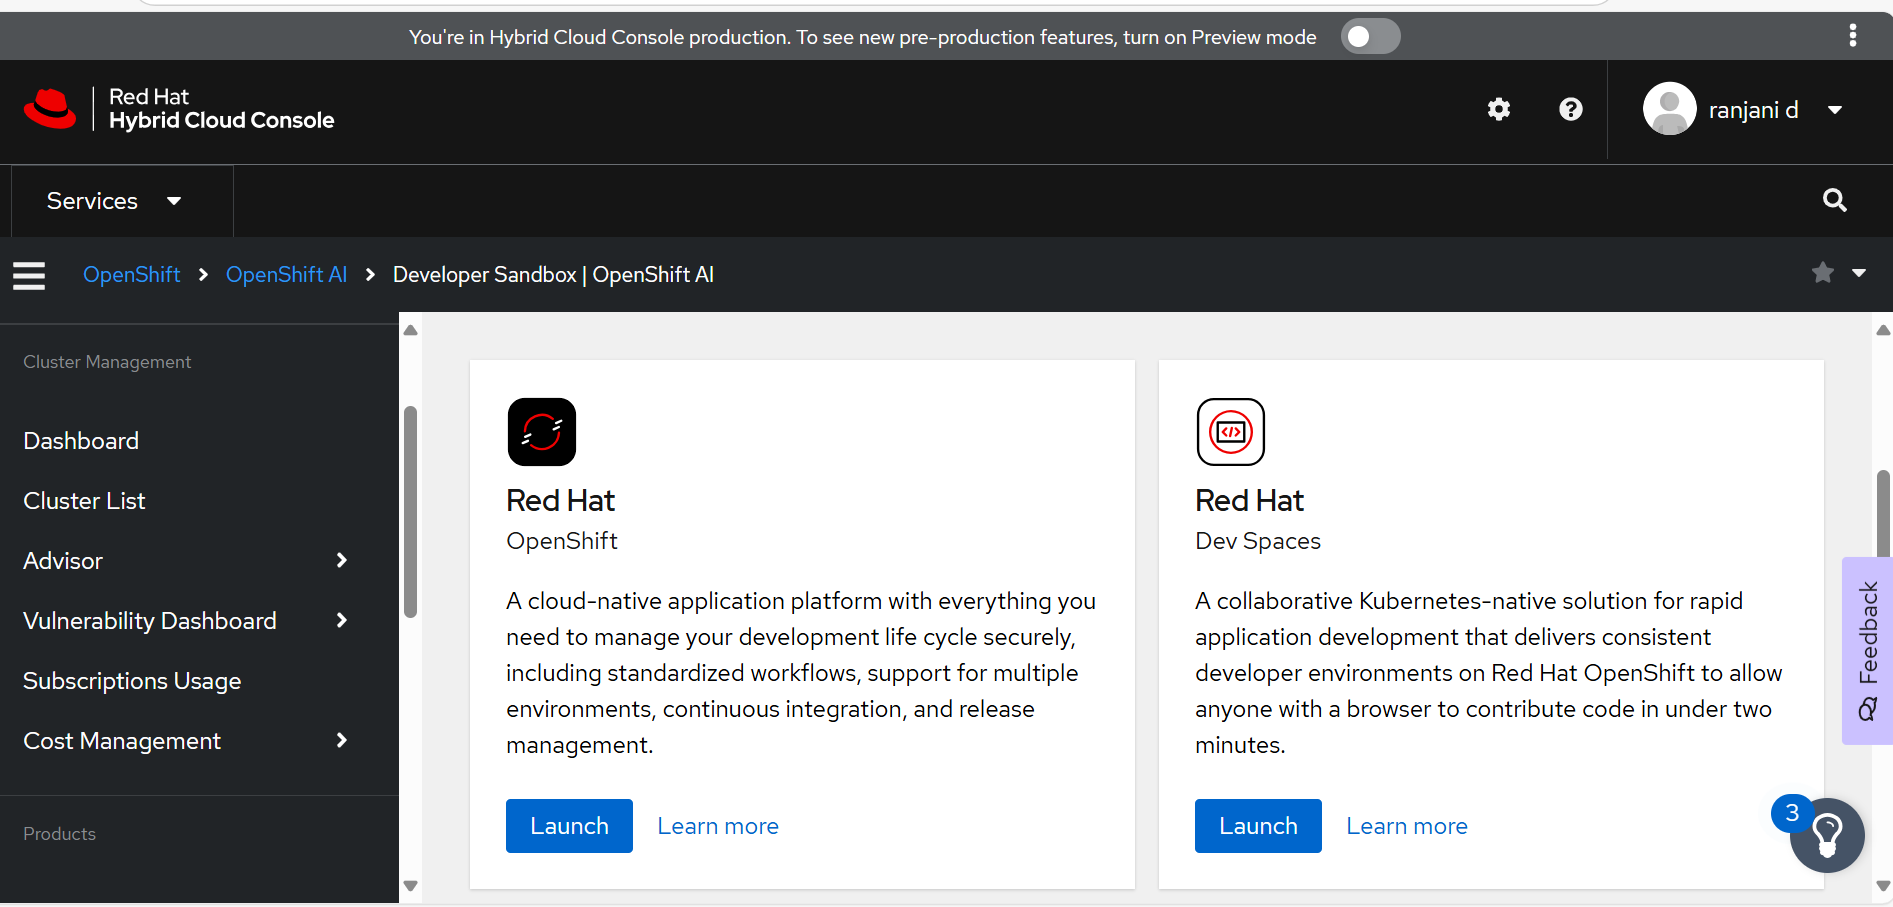 You're in Hybrid Cloud Console production. To see new pre-production features, turn on Preview mode
Red Hat
Hybrid Cloud Console
ranjani d
Services
OpenShift > OpenShift AI > Developer Sandbox | OpenShift AI
Cluster Management
Dashboard
Cluster List
Advisor
Vulnerability Dashboard
Subscriptions Usage
Cost Management
Products
Red Hat
OpenShift
A cloud-native application platform with everything you
need to manage your development life cycle securely,
including standardized workflows, support for multiple
environments, continuous integration, and release
management.
Launch
Learn more
Red Hat
Dev Spaces
A collaborative Kubernetes-native solution for rapid
application development that delivers consistent
developer environments on Red Hat OpenShift to allow
anyone with a browser to contribute code in under two
minutes.
Launch
Learn more
Feedback
3